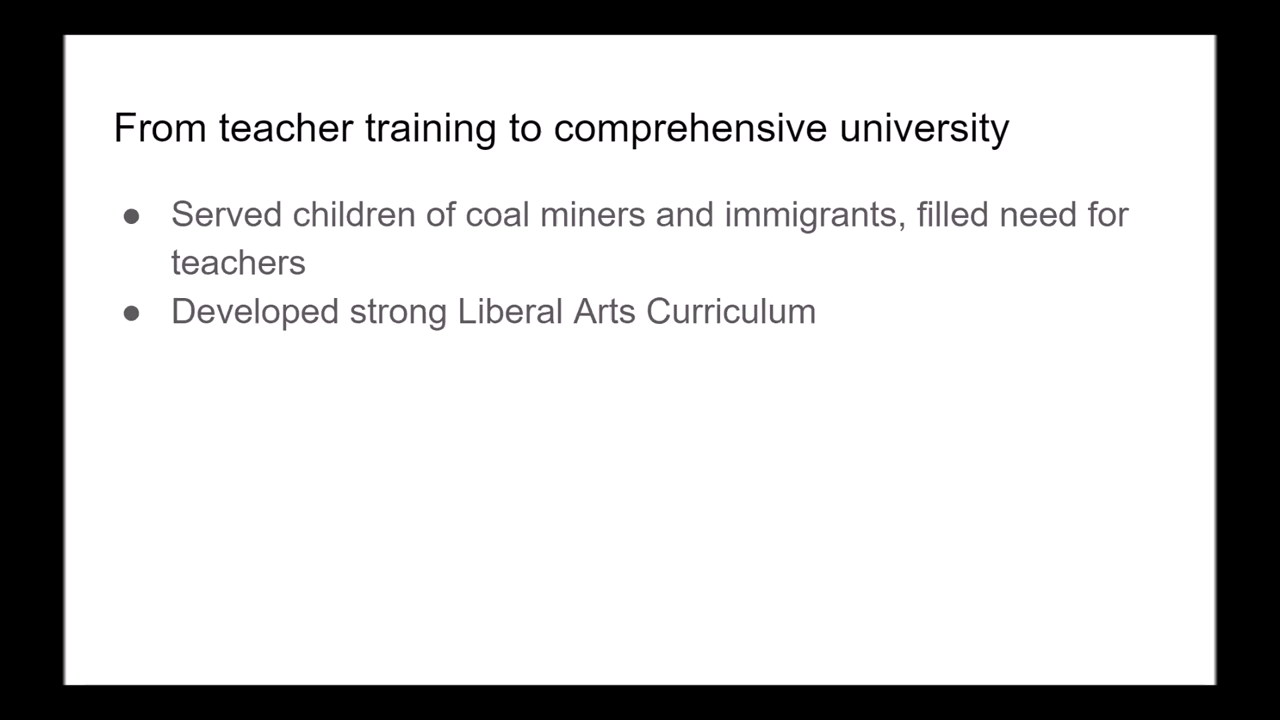 From teacher training to comprehensive university
● Served children of coal miners and immigrants, filled need for
teachers
● Developed strong Liberal Arts Curriculum